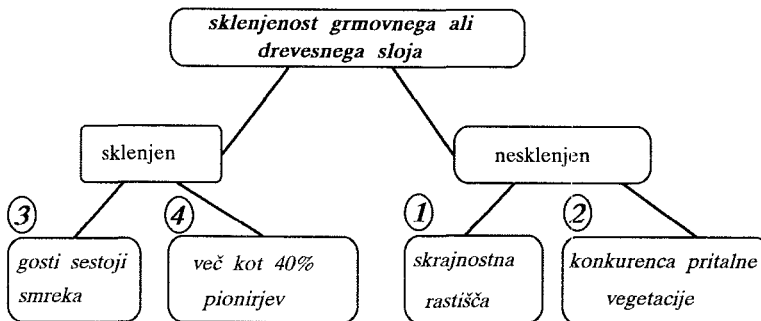 sklenjenost grmovnega ali
drevesnega sloja
sklenjen
nesklenjen
3
4
1
2
gosti sestoji
smreka
več kot 40%
pionirjev
skrajnostna
rastišča
konkurenca pritalne
vegetacije